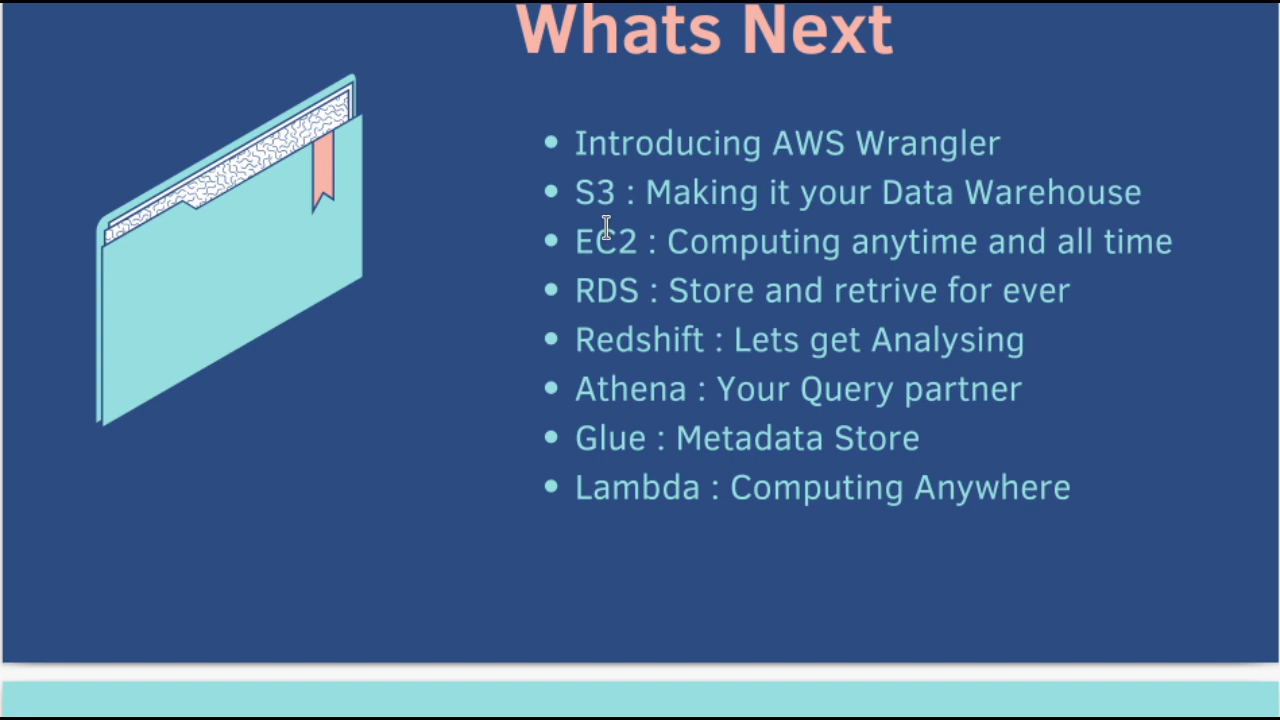 Whats Next
Introducing AWS Wrangler
S3 : Making it your Data Warehouse
EC2 : Computing anytime and all time
RDS : Store and retrive for ever
Redshift : Lets get Analysing
Athena : Your Query partner
Glue : Metadata Store
Lambda : Computing Anywhere